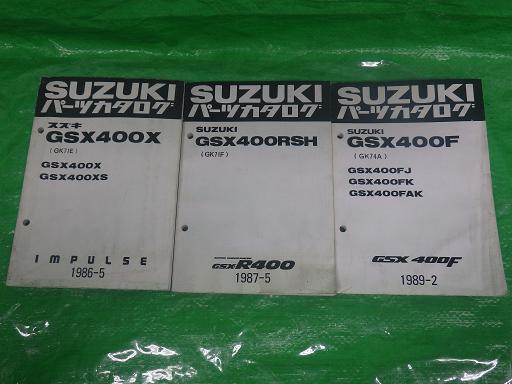 SUZUKI
パーツカタログ
スズキ
GSX400X
(GK71E)
GSX400X
GSX400XS
IMPULSE
1986-5
SUZUKI
パーツカタログ
SUZUKI
GSX400RSH
(GK71F)
GSXR400
1987-5
SUZUKI
パーツカタログ
SUZUKI
GSX400F
(GK74A)
GSX400FJ
GSX400FK
GSX400FAK
GSX 400F
1989-2